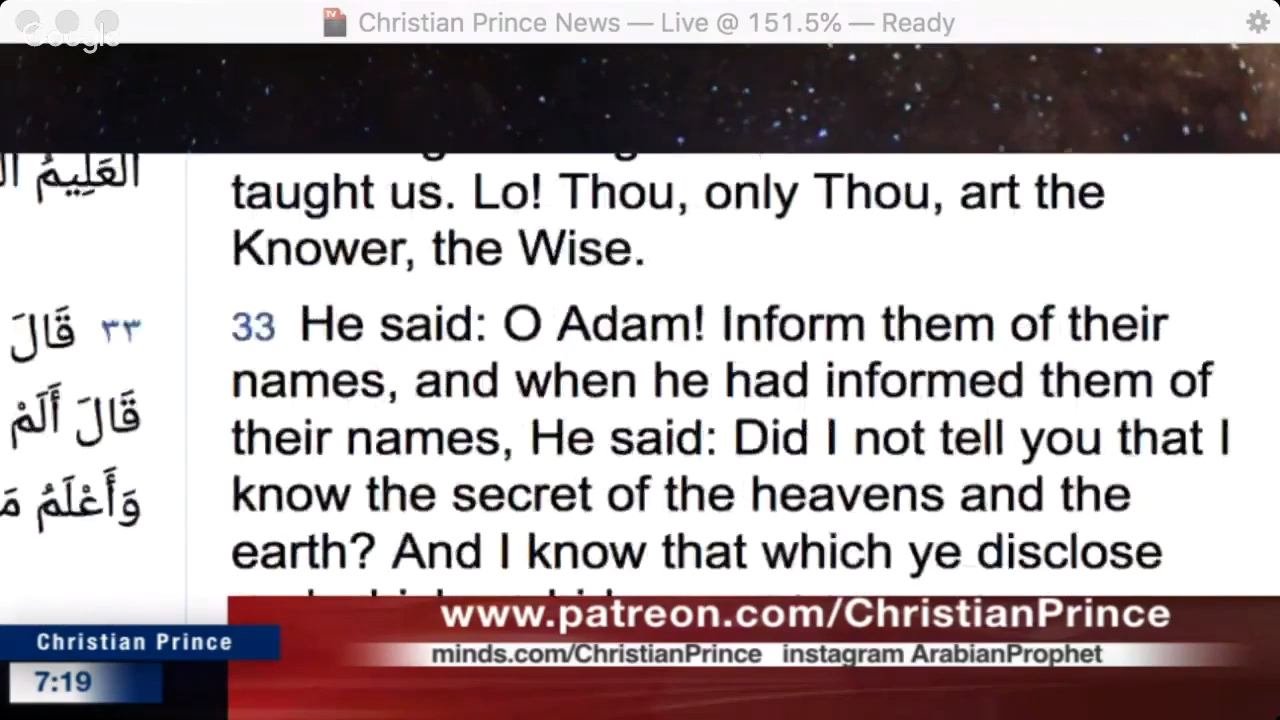 Christian Prince News — Live @ 151.5% — Ready
Google
TV
العَلِيمُ
taught us. Lo! Thou, only Thou, art the
Knower, the Wise.
٣٣ قَالَ
33 He said: O Adam! Inform them of their
names, and when he had informed them of
قَالَ أَلَمْ
their names, He said: Did I not tell you that I
وَأَعْلَمُ
know the secret of the heavens and the
earth? And I know that which ye disclose
www.patreon.com/ChristianPrince
Christian Prince
minds.com/ChristianPrince instagram ArabianProphet
7:19